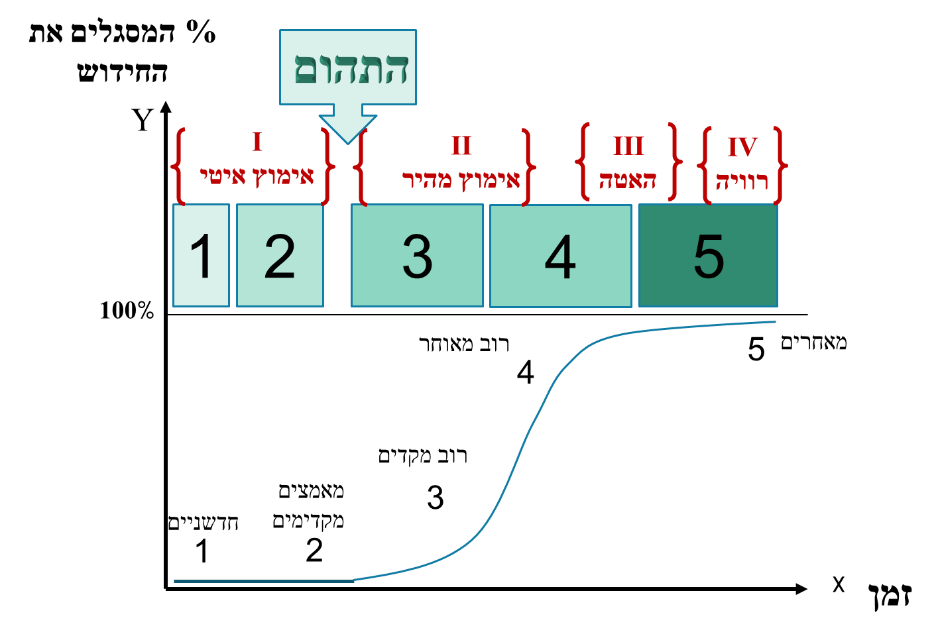 % המסגלים את
החידוש
התהום
Y
I
אימוץ איטי
II
אימוץ מהיר
III
האטה
IV
רוויה
1
2
3
4
5
100%
מאחרים
5
רוב מאוחר
4
רוב מקדים
3
מאמצים
מקדימים
2
חדשניים
1
X
זמן